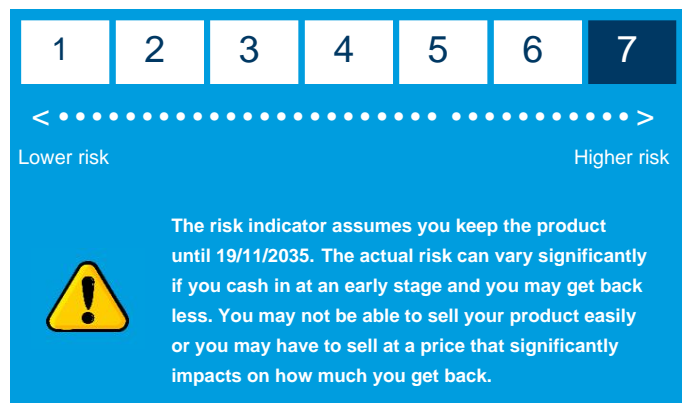 1 2 3 4 5 6 7
< >
Lower risk Higher risk
The risk indicator assumes you keep the product
until 19/11/2035. The actual risk can vary significantly
if you cash in at an early stage and you may get back
less. You may not be able to sell your product easily
or you may have to sell at a price that significantly
impacts on how much you get back.